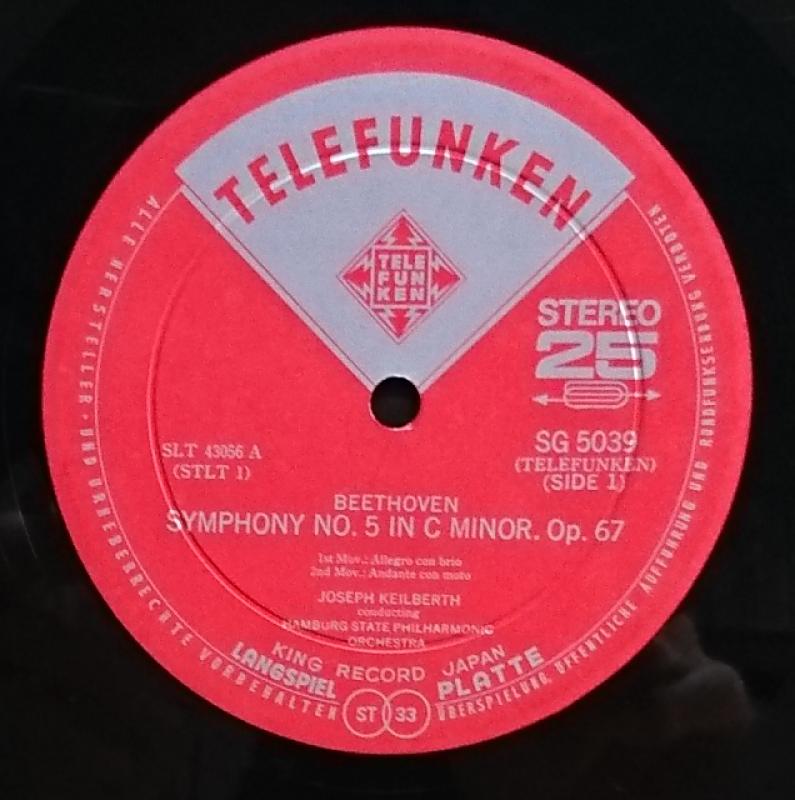 TELEFUNKEN
TELE
FUN
KEN
STEREO
25
SLT 43056 A
(STLT 1)
SG 5039
(TELEFUNKEN)
(SIDE 1)
BEETHOVEN
SYMPHONY NO. 5 IN C MINOR. Op. 67
1st Mov.: Allegro con brio
2nd Mov.: Andante con moto
JOSEPH KEILBERTH
conducting
HAMBURG STATE PHILHARMONIC
ORCHESTRA
KING RECORD JAPAN
LANGSPIEL PLATTE
ST 33
ALLE HERSTELLER - UND URHEBERRECHTE VORBEHALTEN
ÜBERSPIELUNG, ÖFFENTLICHE AUFFÜHRUNG UND RUNDFUNKSENDUNG VERBOTEN